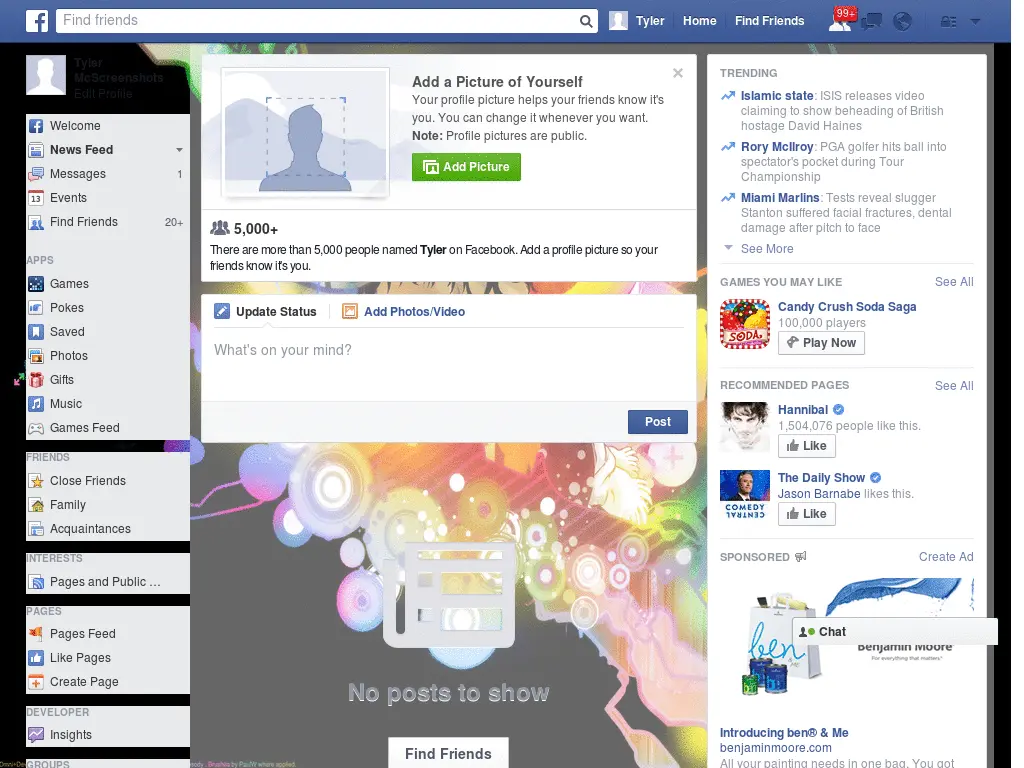 Find friends
Tyler
Home
Find Friends
99+
Tyler
McScreenshots
Edit Profile
Welcome
News Feed
Messages 1
13 Events
Find Friends 20+
APPS
Games
Pokes
Saved
Photos
Gifts
Music
Games Feed
FRIENDS
Close Friends
Family
Acquaintances
INTERESTS
Pages and Public ...
PAGES
Pages Feed
Like Pages
Create Page
DEVELOPER
Insights
GROUPS
Add a Picture of Yourself
Your profile picture helps your friends know it's
you. You can change it whenever you want.
Note: Profile pictures are public.
Add Picture
5,000+
There are more than 5,000 people named Tyler on Facebook. Add a profile picture so your
friends know it's you.
Update Status
Add Photos/Video
What's on your mind?
Post
No posts to show
Find Friends
TRENDING
Islamic state: ISIS releases video
claiming to show beheading of British
hostage David Haines
Rory McIlroy: PGA golfer hits ball into
spectator's pocket during Tour
Championship
Miami Marlins: Tests reveal slugger
Stanton suffered facial fractures, dental
damage after pitch to face
See More
GAMES YOU MAY LIKE See All
SODA
Candy Crush Soda Saga
100,000 players
Play Now
RECOMMENDED PAGES See All
Hannibal
1,504,076 people like this.
Like
COMEDY
CENTRAL
The Daily Show
Jason Barnabe likes this.
Like
SPONSORED Create Ad
ben
& ME
Chat
Benjamin Moore
For everything that matters
Introducing ben® & Me
benjaminmoore.com
All your painting needs in one bag. You got